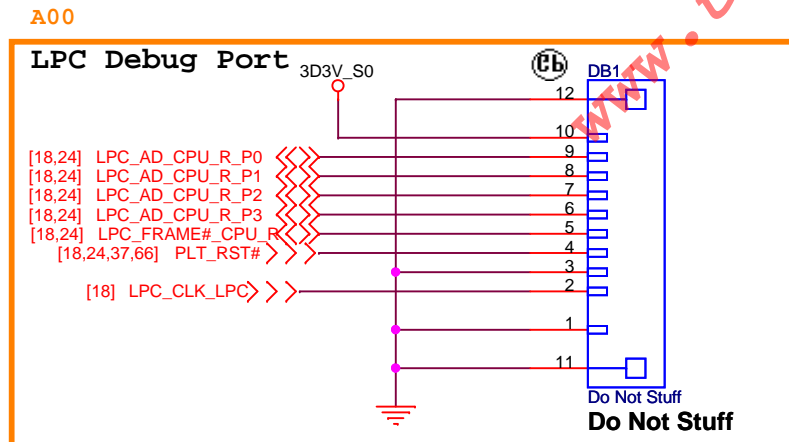 A00
LPC Debug Port
3D3V_S0
DB1
12
10
[18,24] LPC_AD_CPU_R_P0
9
[18,24] LPC_AD_CPU_R_P1
8
[18,24] LPC_AD_CPU_R_P2
7
[18,24] LPC_AD_CPU_R_P3
6
[18,24] LPC_FRAME#_CPU_R
5
[18,24,37,66] PLT_RST#
4
3
[18] LPC_CLK_LPC
2
1
11
Do Not Stuff
Do Not Stuff
www.